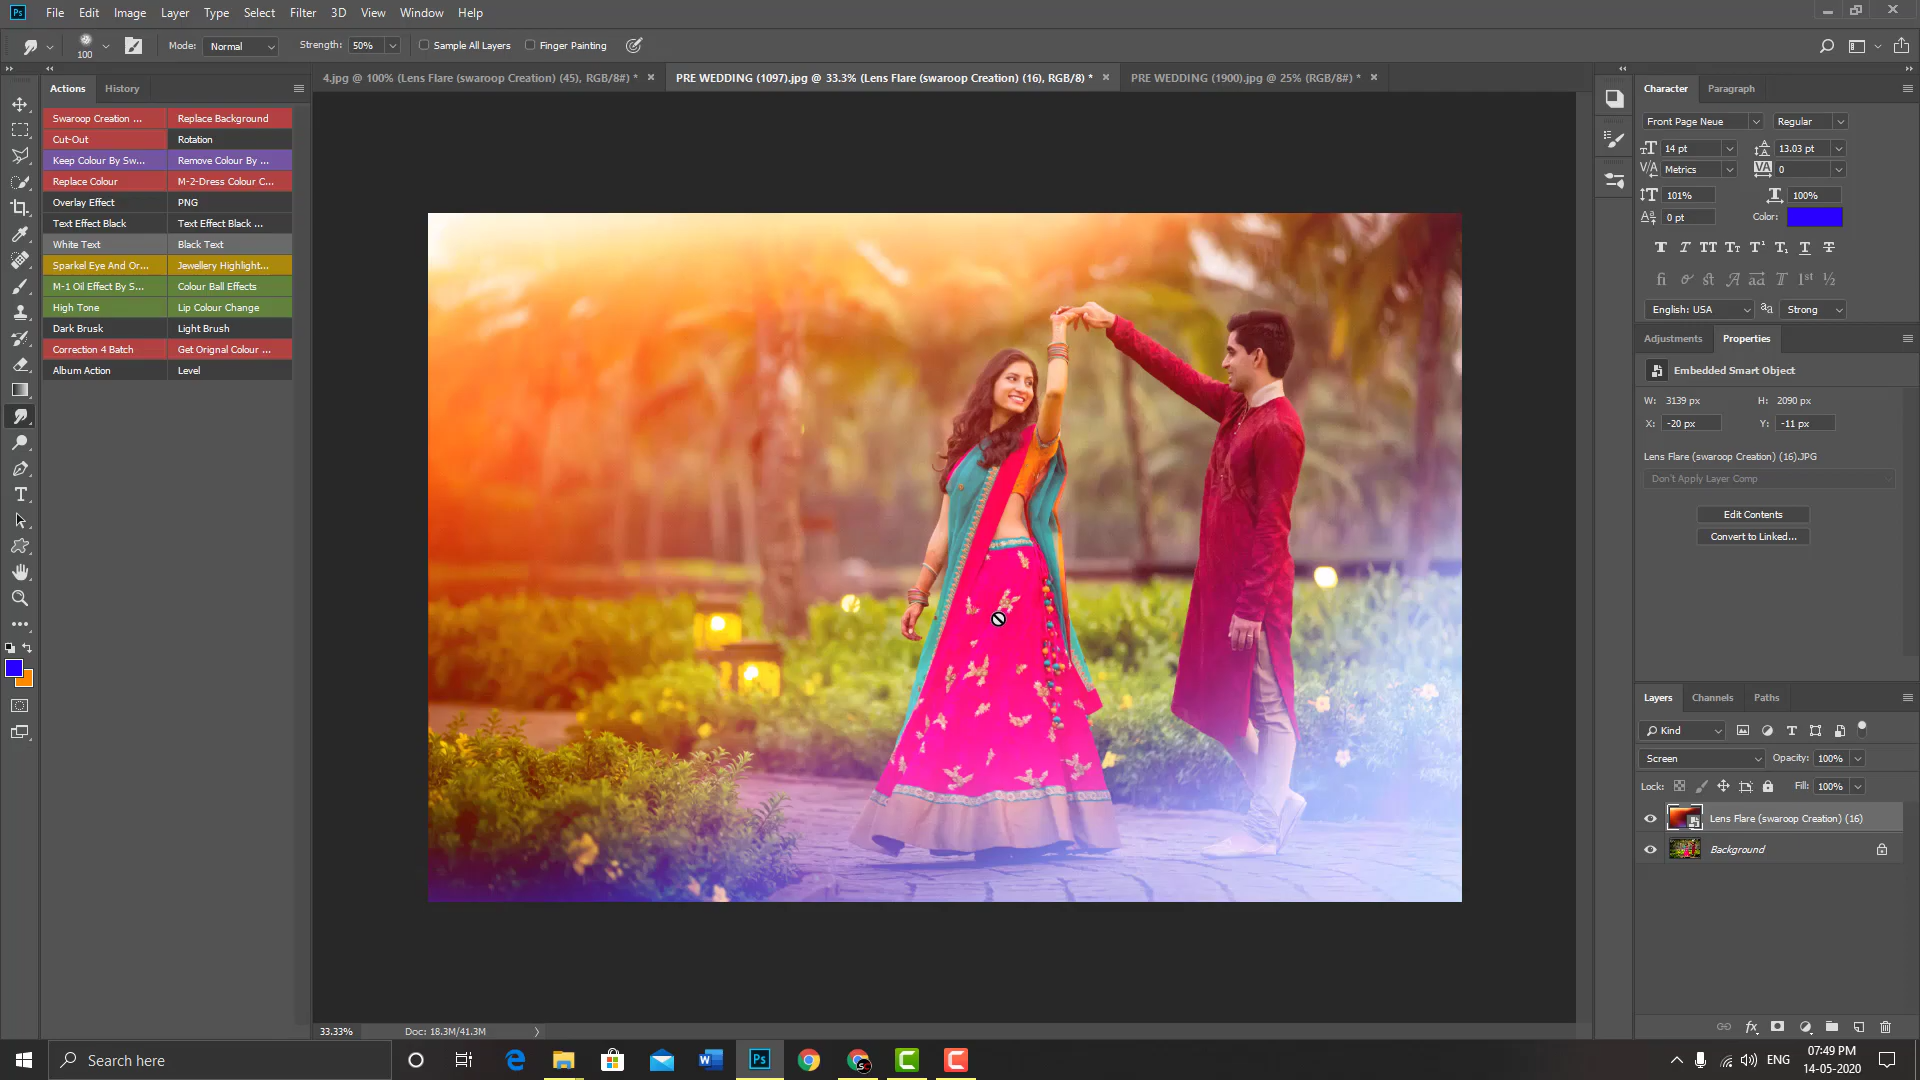 Ps File Edit Image Layer Type Select Filter 3D View Window Help
100 Mode: Normal Strength: 50% Sample All Layers Finger Painting
4.jpg @ 100% (Lens Flare (swaroop Creation) (45), RGB/8#) * × PRE WEDDING (1097).jpg @ 33.3% (Lens Flare (swaroop Creation) (16), RGB/8) * × PRE WEDDING (1900).jpg @ 25% (RGB/8#) * ×
Actions History
Swaroop Creation ... Replace Background
Cut-Out Rotation
Keep Colour By Sw... Remove Colour By ...
Replace Colour M-2-Dress Colour C...
Overlay Effect PNG
Text Effect Black Text Effect Black ...
White Text Black Text
Sparkel Eye And Or... Jewellery Highlight...
M-1 Oil Effect By S... Colour Ball Effects
High Tone Lip Colour Change
Dark Brusk Light Brush
Correction 4 Batch Get Orignal Colour ...
Album Action Level
Character Paragraph
Front Page Neue Regular
14 pt 13.03 pt
Metrics 0
101% 100%
0 pt Color:
English: USA Strong
Adjustments Properties
Embedded Smart Object
W: 3139 px H: 2090 px
X: -20 px Y: -11 px
Lens Flare (swaroop Creation) (16).JPG
Don't Apply Layer Comp
Edit Contents
Convert to Linked...
Layers Channels Paths
Kind
Screen Opacity: 100%
Lock: Fill: 100%
Lens Flare (swaroop Creation) (16)
Background
33.33% Doc: 18.3M/41.3M
Search here
ENG
07:49 PM
14-05-2020